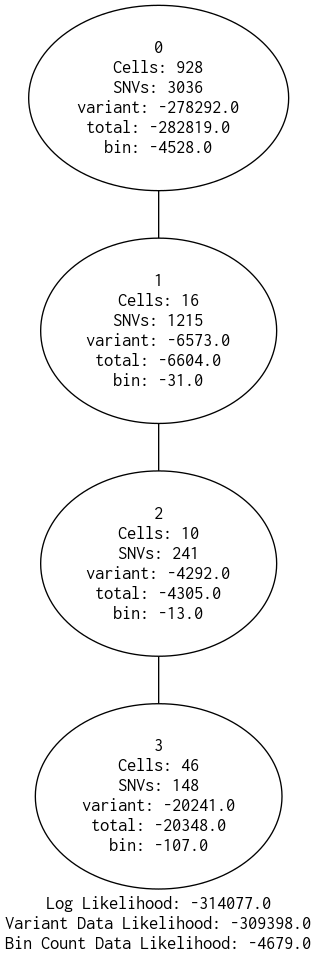 0
Cells: 928
SNVs: 3036
variant: -278292.0
total: -282819.0
bin: -4528.0
1
Cells: 16
SNVs: 1215
variant: -6573.0
total: -6604.0
bin: -31.0
2
Cells: 10
SNVs: 241
variant: -4292.0
total: -4305.0
bin: -13.0
3
Cells: 46
SNVs: 148
variant: -20241.0
total: -20348.0
bin: -107.0
Log Likelihood: -314077.0
Variant Data Likelihood: -309398.0
Bin Count Data Likelihood: -4679.0